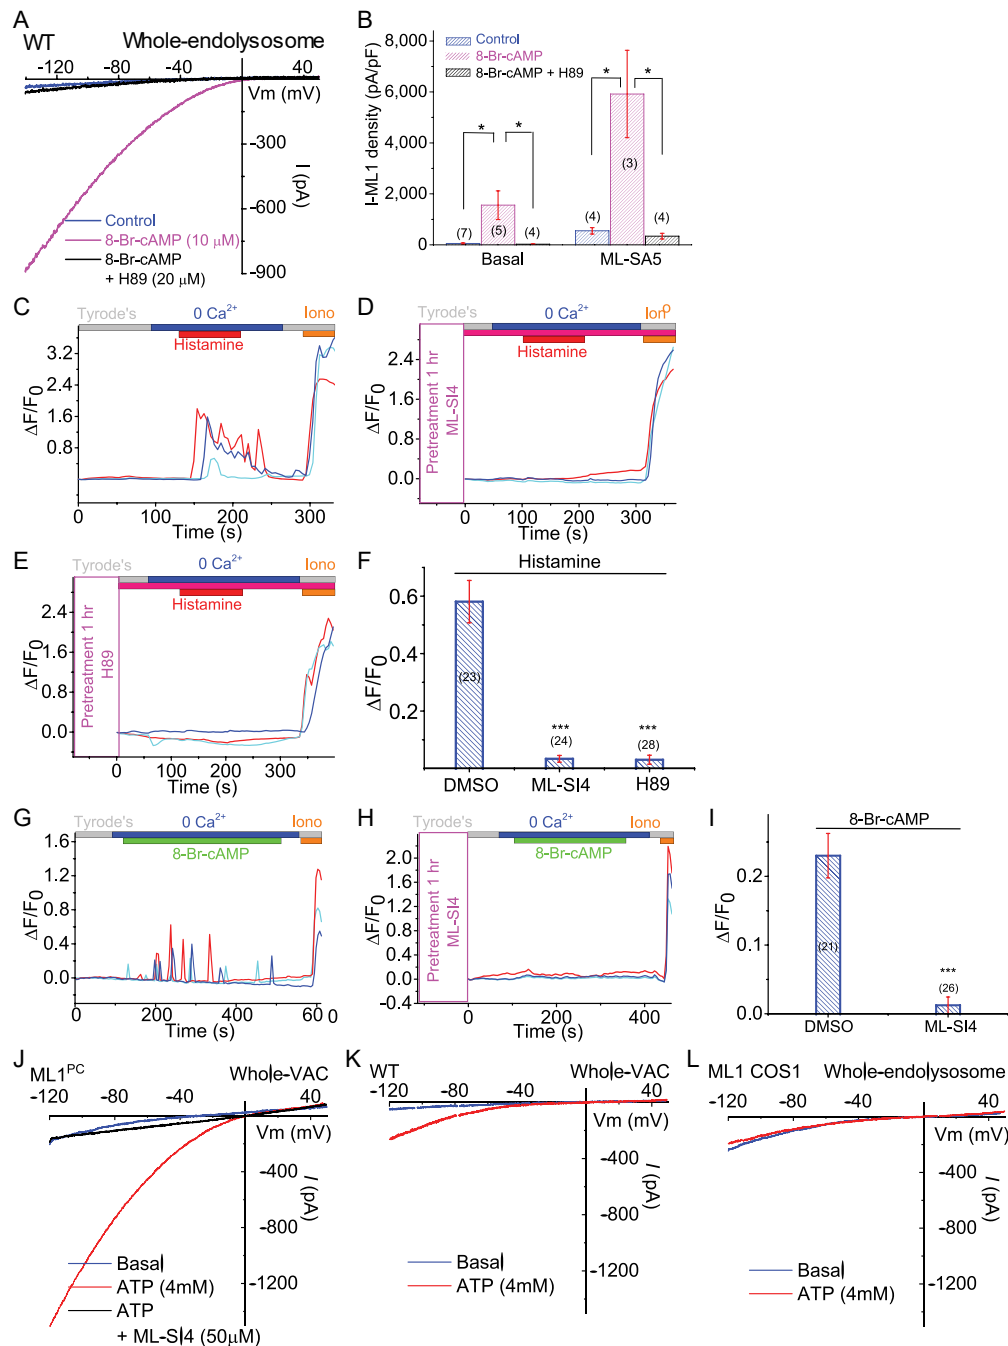 A
WT
Whole-endolysosome
-120 -80 -40 0 40
Vm (mV)
-300
-600
-900
I (pA)
Control
8-Br-cAMP (10 μM)
8-Br-cAMP
+ H89 (20 μM)
B
I-ML1 density (pA/pF)
8,000
6,000
4,000
2,000
0
Control
8-Br-cAMP
8-Br-cAMP + H89
* *
* *
(7) (5) (4)
(4) (3) (4)
Basal ML-SA5
C
Tyrode's 0 Ca2+ Iono
Histamine
ΔF/F0
3.2
2.4
1.6
0.8
0 100 200 300
Time (s)
D
Tyrode's 0 Ca2+ Iono
Histamine
Pretreatment 1 hr
ML-SI4
ΔF/F0
2.4
1.6
0.8
0.0
0 100 200 300
Time (s)
E
Tyrode's 0 Ca2+ Iono
Histamine
Pretreatment 1 hr
H89
ΔF/F0
2.4
1.6
0.8
0.0
0 100 200 300
Time (s)
F
Histamine
ΔF/F0
0.6
0.4
0.2
(23)
***
(24)
***
(28)
DMSO ML-SI4 H89
G
Tyrode's 0 Ca2+ Iono
8-Br-cAMP
ΔF/F0
1.6
1.2
0.8
0.4
0.0
0 200 400 60 0
Time (s)
H
Tyrode's 0 Ca2+ Iono
8-Br-cAMP
Pretreatment 1 hr
ML-SI4
ΔF/F0
2.0
1.6
1.2
0.8
0.4
0.0
-0.4
0 200 400
Time (s)
I
8-Br-cAMP
ΔF/F0
0.2
0.1
0.0
(21)
***
(26)
DMSO ML-SI4
J
ML1PC
Whole-VAC
-120 -80 -40 0 40
Vm (mV)
-400
-800
-1200
I (pA)
Basal
ATP (4mM)
ATP
+ ML-SI4 (50μM)
K
WT
Whole-VAC
-120 -80 -40 0 40
Vm (mV)
-400
-800
-1200
I (pA)
Basal
ATP (4mM)
L
ML1 COS1
Whole-endolysosome
-120 -80 -40 0 40
Vm (mV)
-400
-800
-1200
I (pA)
Basal
ATP (4mM)